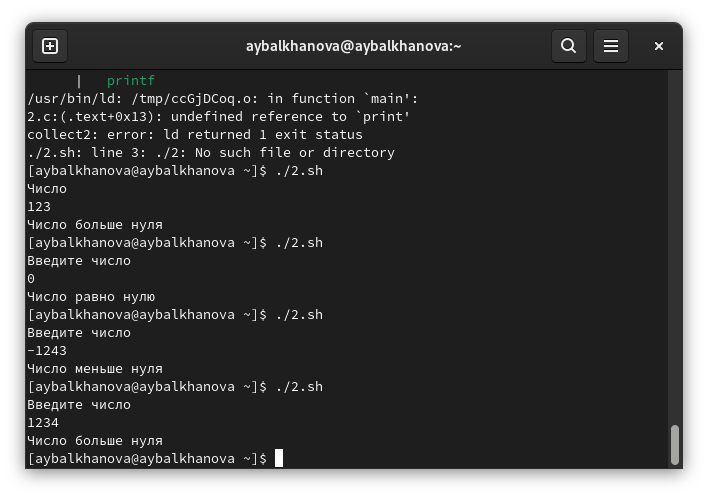 aybalkhanova@aybalkhanova:~
| printf
/usr/bin/ld: /tmp/ccGjDCoq.o: in function `main':
2.c:(.text+0x13): undefined reference to `print'
collect2: error: ld returned 1 exit status
./2.sh: line 3: ./2: No such file or directory
[aybalkhanova@aybalkhanova ~]$ ./2.sh
Число
123
Число больше нуля
[aybalkhanova@aybalkhanova ~]$ ./2.sh
Введите число
0
Число равно нулю
[aybalkhanova@aybalkhanova ~]$ ./2.sh
Введите число
-1243
Число меньше нуля
[aybalkhanova@aybalkhanova ~]$ ./2.sh
Введите число
1234
Число больше нуля
[aybalkhanova@aybalkhanova ~]$